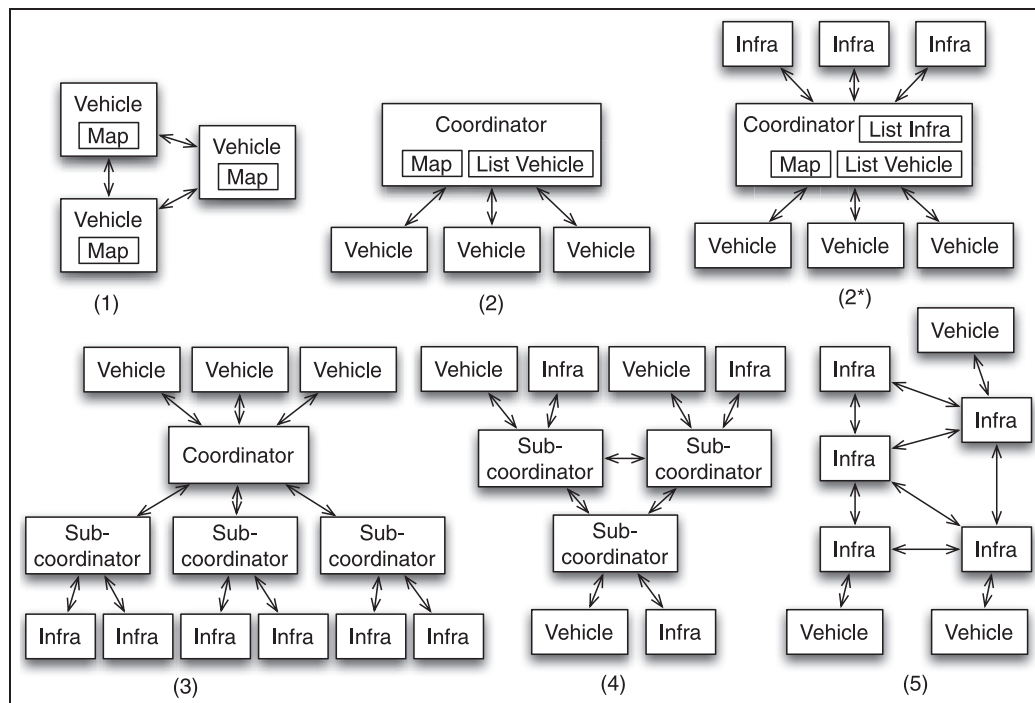 Vehicle
Map
Vehicle
Map
Vehicle
Map
(1)
Coordinator
Map List Vehicle
Vehicle Vehicle Vehicle
(2)
Infra Infra Infra
Coordinator List Infra
Map List Vehicle
Vehicle Vehicle Vehicle
(2*)
Vehicle Vehicle Vehicle
Coordinator
Sub-
coordinator
Sub-
coordinator
Sub-
coordinator
Infra Infra Infra Infra Infra Infra
(3)
Vehicle Infra Vehicle Infra
Sub-
coordinator
Sub-
coordinator
Sub-
coordinator
Vehicle Infra
(4)
Vehicle
Infra
Infra
Infra
Infra Infra
Vehicle Vehicle
(5)